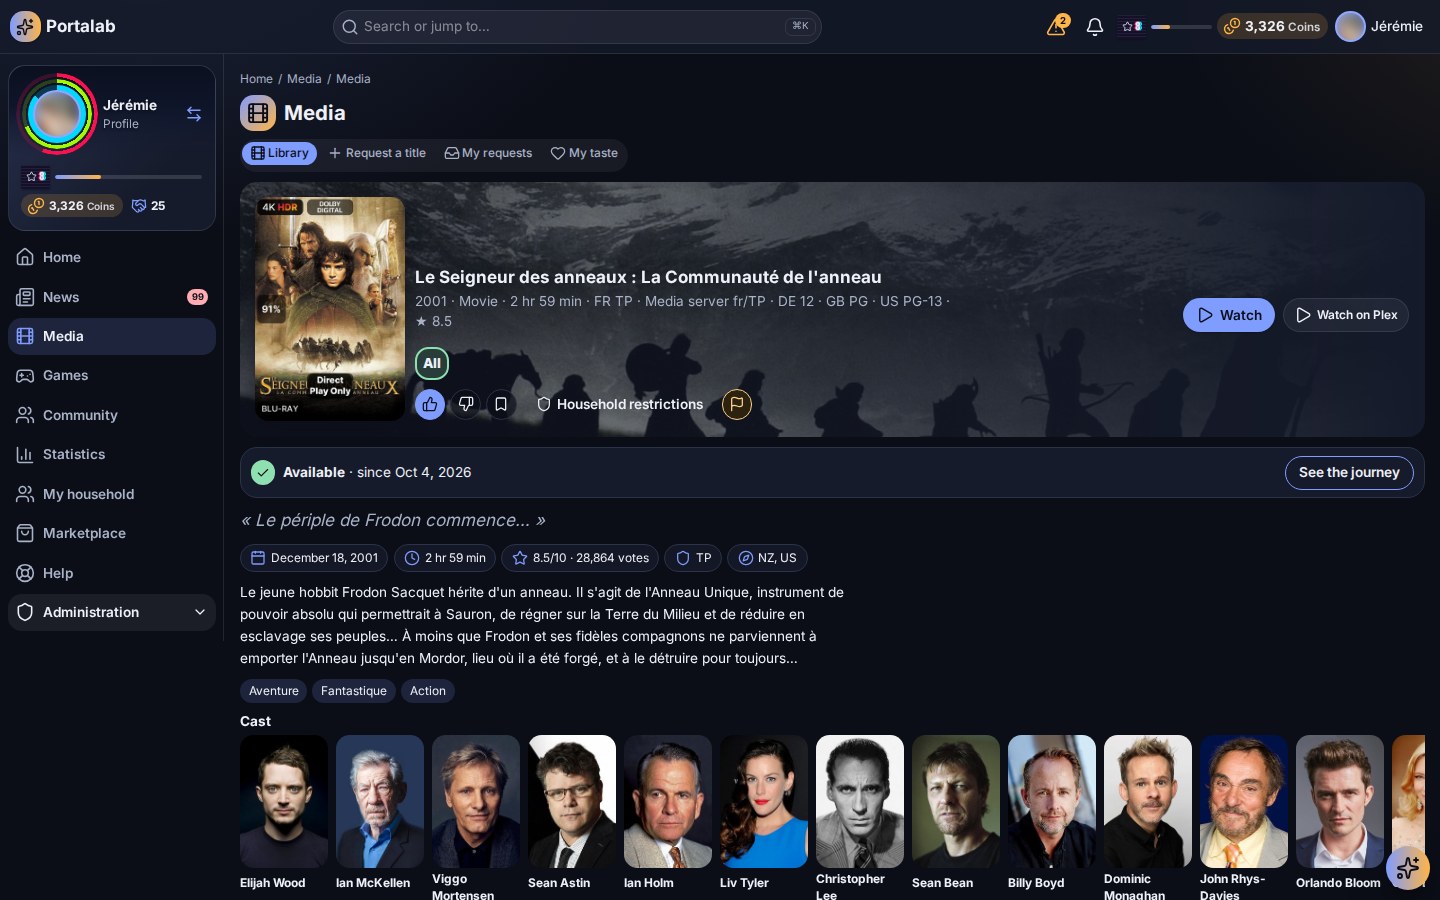 Portalab
Search or jump to...
⌘K
2
3,326 Coins
Jérémie
Jérémie
Profile
3,326 Coins
25
Home
News
99
Media
Games
Community
Statistics
My household
Marketplace
Help
Administration
Home / Media / Media
Media
Library
Request a title
My requests
My taste
4K HDR
DOLBY
DIGITAL
91%
Direct
Play Only
BLU-RAY
Le Seigneur des anneaux : La Communauté de l'anneau
2001 · Movie · 2 hr 59 min · FR TP · Media server fr/TP · DE 12 · GB PG · US PG-13 ·
★ 8.5
Watch
Watch on Plex
All
Household restrictions
Available · since Oct 4, 2026
See the journey
« Le périple de Frodon commence... »
December 18, 2001
2 hr 59 min
8.5/10 · 28,864 votes
TP
NZ, US
Le jeune hobbit Frodon Sacquet hérite d'un anneau. Il s'agit de l'Anneau Unique, instrument de
pouvoir absolu qui permettrait à Sauron, de régner sur la Terre du Milieu et de réduire en
esclavage ses peuples... À moins que Frodon et ses fidèles compagnons ne parviennent à
emporter l'Anneau jusqu'en Mordor, lieu où il a été forgé, et à le détruire pour toujours...
Aventure
Fantastique
Action
Cast
Elijah Wood
Ian McKellen
Viggo
Mortensen
Sean Astin
Ian Holm
Liv Tyler
Christopher
Lee
Sean Bean
Billy Boyd
Dominic
Monaghan
John Rhys-
Davies
Orlando Bloom